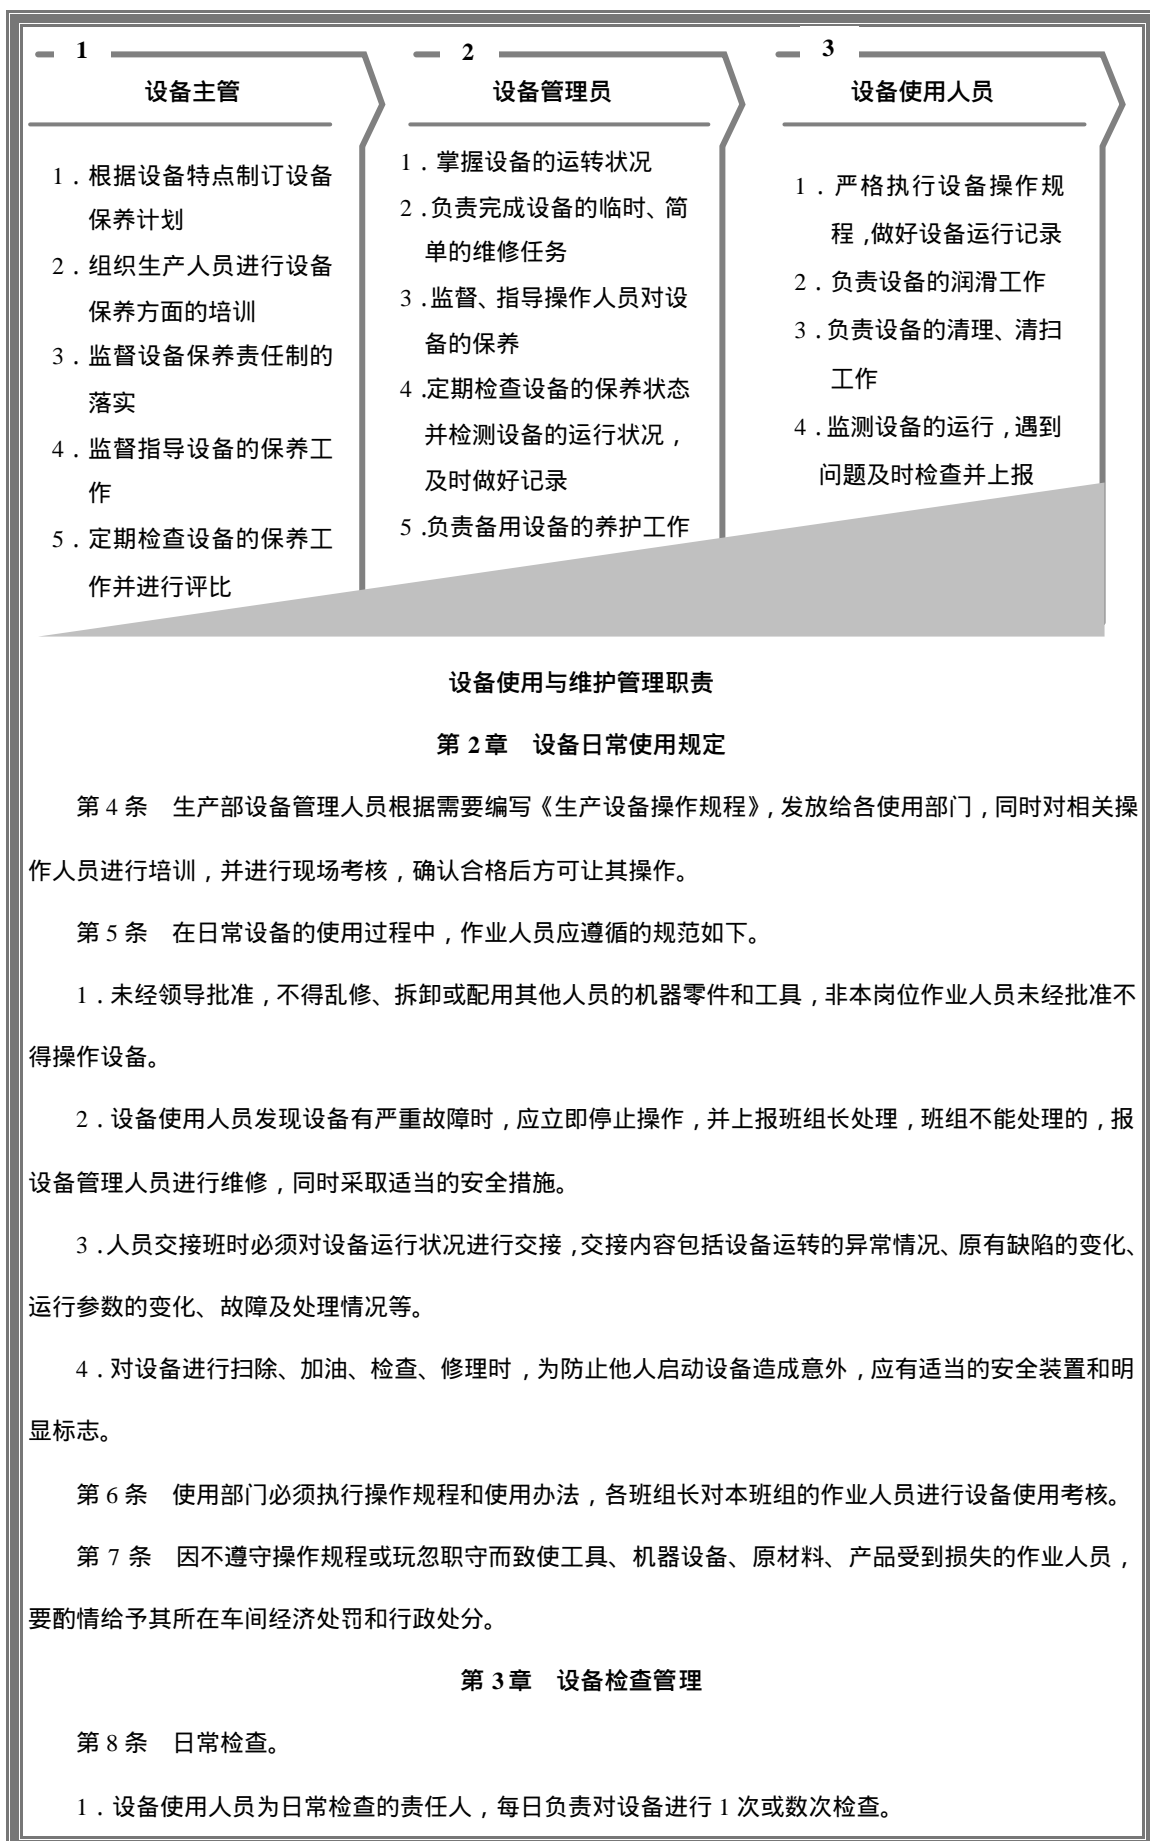 1
设备主管
1．根据设备特点制订设备
保养计划
2．组织生产人员进行设备
保养方面的培训
3．监督设备保养责任制的
落实
4．监督指导设备的保养工
作
5．定期检查设备的保养工
作并进行评比
2
设备管理员
1．掌握设备的运转状况
2．负责完成设备的临时、简
单的维修任务
3．监督、指导操作人员对设
备的保养
4．定期检查设备的保养状态
并检测设备的运行状况，
及时做好记录
5．负责备用设备的养护工作
3
设备使用人员
1．严格执行设备操作规
程，做好设备运行记录
2．负责设备的润滑工作
3．负责设备的清理、清扫
工作
4．监测设备的运行，遇到
问题及时检查并上报
设备使用与维护管理职责
第 2 章　设备日常使用规定
第 4 条　生产部设备管理人员根据需要编写《生产设备操作规程》，发放给各使用部门，同时对相关操
作人员进行培训，并进行现场考核，确认合格后方可让其操作。
第 5 条　在日常设备的使用过程中，作业人员应遵循的规范如下。
1．未经领导批准，不得乱修、拆卸或配用其他人员的机器零件和工具，非本岗位作业人员未经批准不
得操作设备。
2．设备使用人员发现设备有严重故障时，应立即停止操作，并上报班组长处理，班组不能处理的，报
设备管理人员进行维修，同时采取适当的安全措施。
3．人员交接班时必须对设备运行状况进行交接，交接内容包括设备运转的异常情况、原有缺陷的变化、
运行参数的变化、故障及处理情况等。
4．对设备进行扫除、加油、检查、修理时，为防止他人启动设备造成意外，应有适当的安全装置和明
显标志。
第 6 条　使用部门必须执行操作规程和使用办法，各班组长对本班组的作业人员进行设备使用考核。
第 7 条　因不遵守操作规程或玩忽职守而致使工具、机器设备、原材料、产品受到损失的作业人员，
要酌情给予其所在车间经济处罚和行政处分。
第 3 章　设备检查管理
第 8 条　日常检查。
1．设备使用人员为日常检查的责任人，每日负责对设备进行 1 次或数次检查。